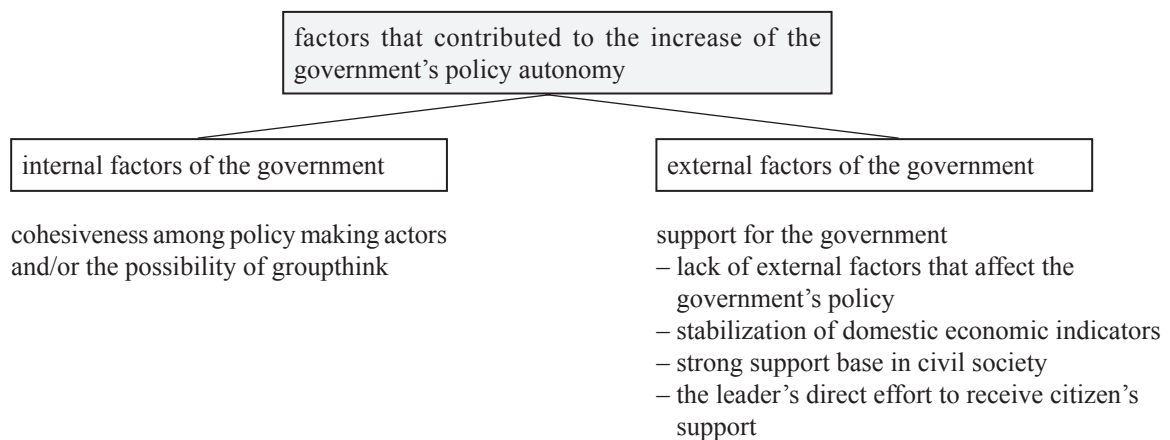 factors that contributed to the increase of the
government’s policy autonomy
internal factors of the government
external factors of the government
cohesiveness among policy making actors
and/or the possibility of groupthink
support for the government
– lack of external factors that affect the
government’s policy
– stabilization of domestic economic indicators
– strong support base in civil society
– the leader’s direct effort to receive citizen’s
support